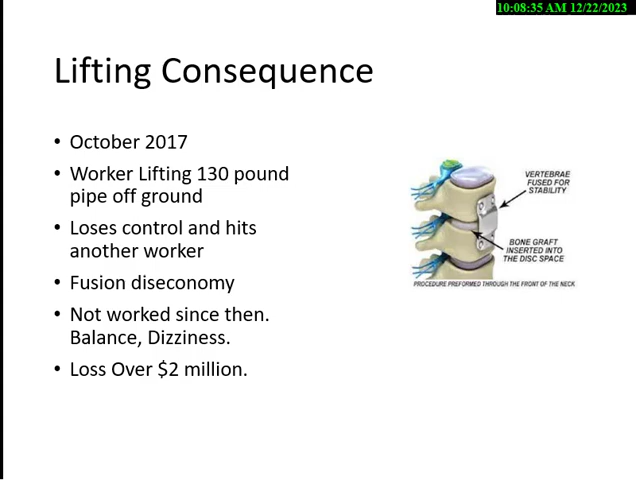 10:08:35 AM 12/22/2023
Lifting Consequence
• October 2017
• Worker Lifting 130 pound
pipe off ground
• Loses control and hits
another worker
• Fusion diseconomy
• Not worked since then.
Balance, Dizziness.
• Loss Over $2 million.
VERTEBRAE
FUSED FOR
STABILITY
BONE GRAFT
INSERTED INTO
THE DISC SPACE
PROCEDURE PREFORMED THROUGH THE FRONT OF THE NECK